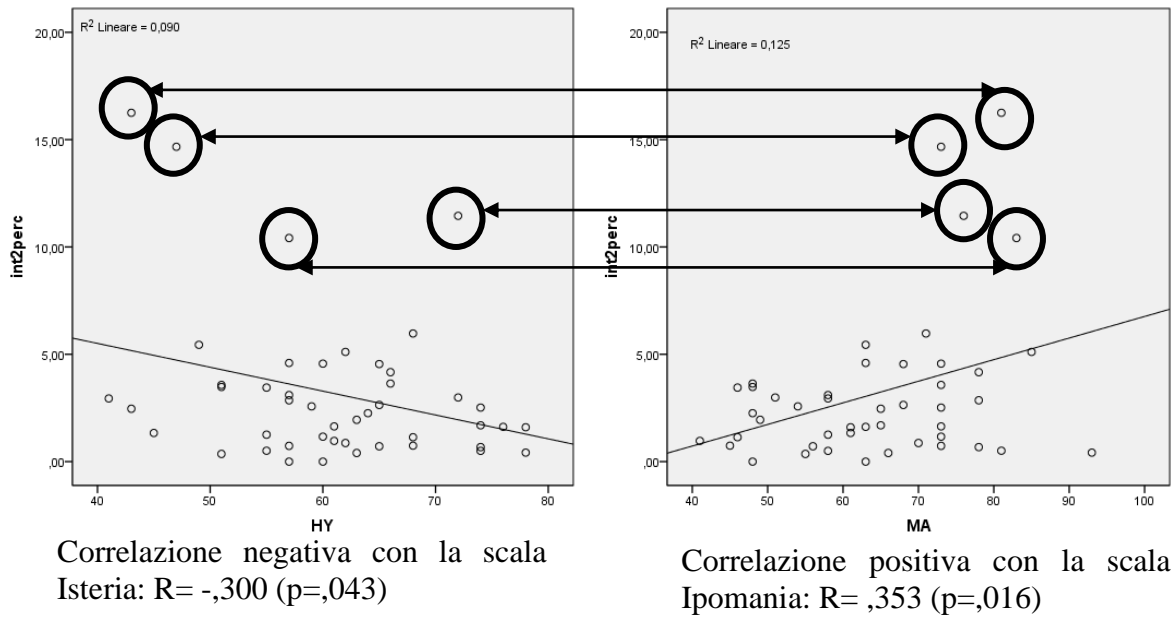 R² Lineare = 0,090
20,00
15,00
10,00
5,00
,00
int2perc
40 50 60 70 80
HY
R² Lineare = 0,125
20,00
15,00
10,00
5,00
,00
int2perc
40 50 60 70 80 90 100
MA
Correlazione negativa con la scala
Isteria: R= -,300 (p=,043)
Correlazione positiva con la scala
Ipomania: R= ,353 (p=,016)